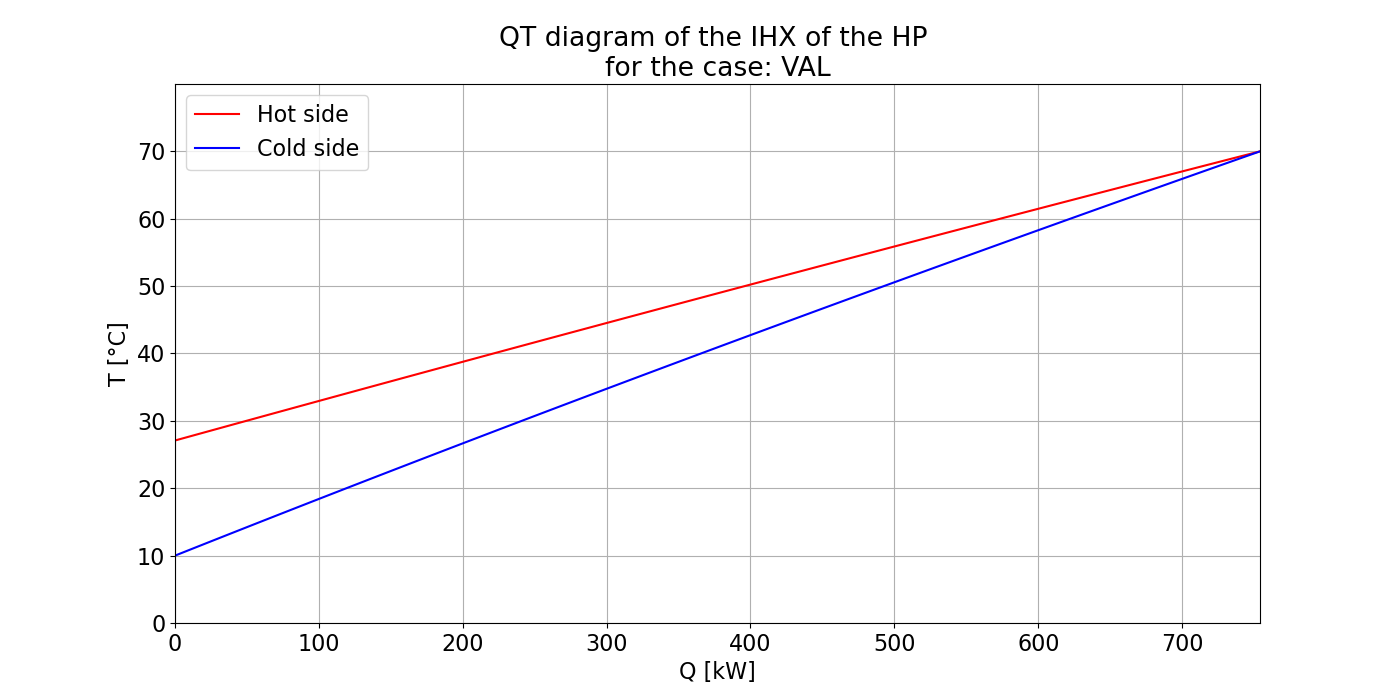 QT diagram of the IHX of the HP
for the case: VAL
Hot side
Cold side
T [°C]
70
60
50
40
30
20
10
0
0 100 200 300 400 500 600 700
Q [kW]